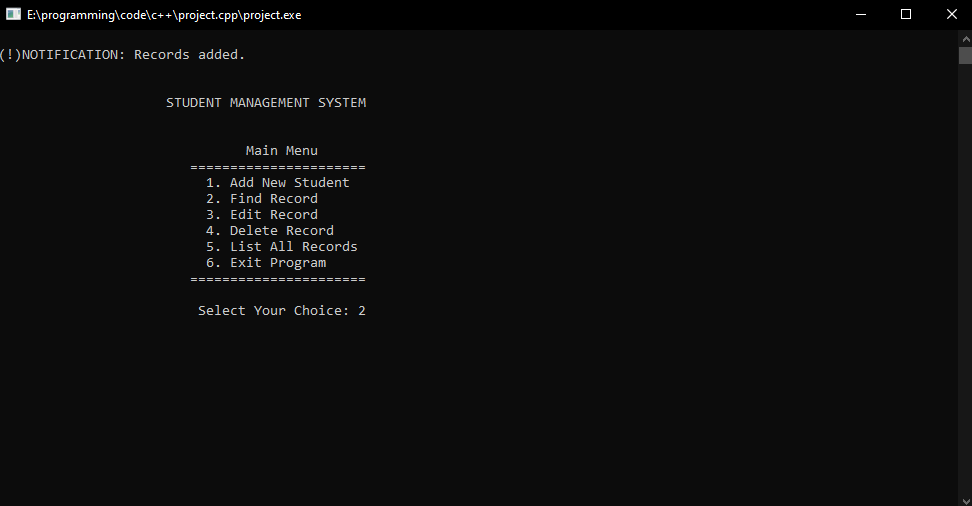 E:\programming\code\c++\project.cpp\project.exe
(!)NOTIFICATION: Records added.
STUDENT MANAGEMENT SYSTEM
Main Menu
======================
1. Add New Student
2. Find Record
3. Edit Record
4. Delete Record
5. List All Records
6. Exit Program
======================
Select Your Choice: 2